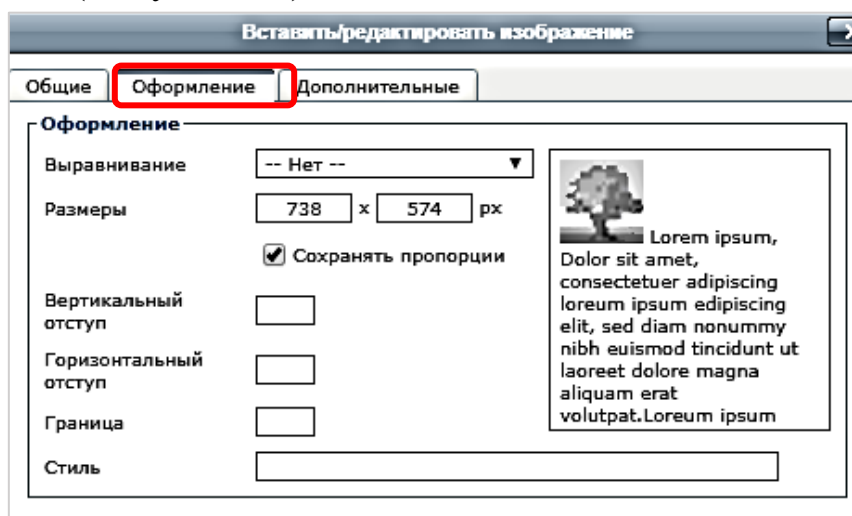 Вставить/редактировать изображение
Общие Оформление Дополнительные
Оформление
Выравнивание -- Нет -- ▼
Размеры 738 x 574 px
Сохранять пропорции
Вертикальный
отступ
Горизонтальный
отступ
Граница
Стиль
Lorem ipsum,
Dolor sit amet,
consectetuer adipiscing
loreum ipsum edipiscing
elit, sed diam nonummy
nibh euismod tincidunt ut
laoreet dolore magna
aliquam erat
volutpat.Loreum ipsum